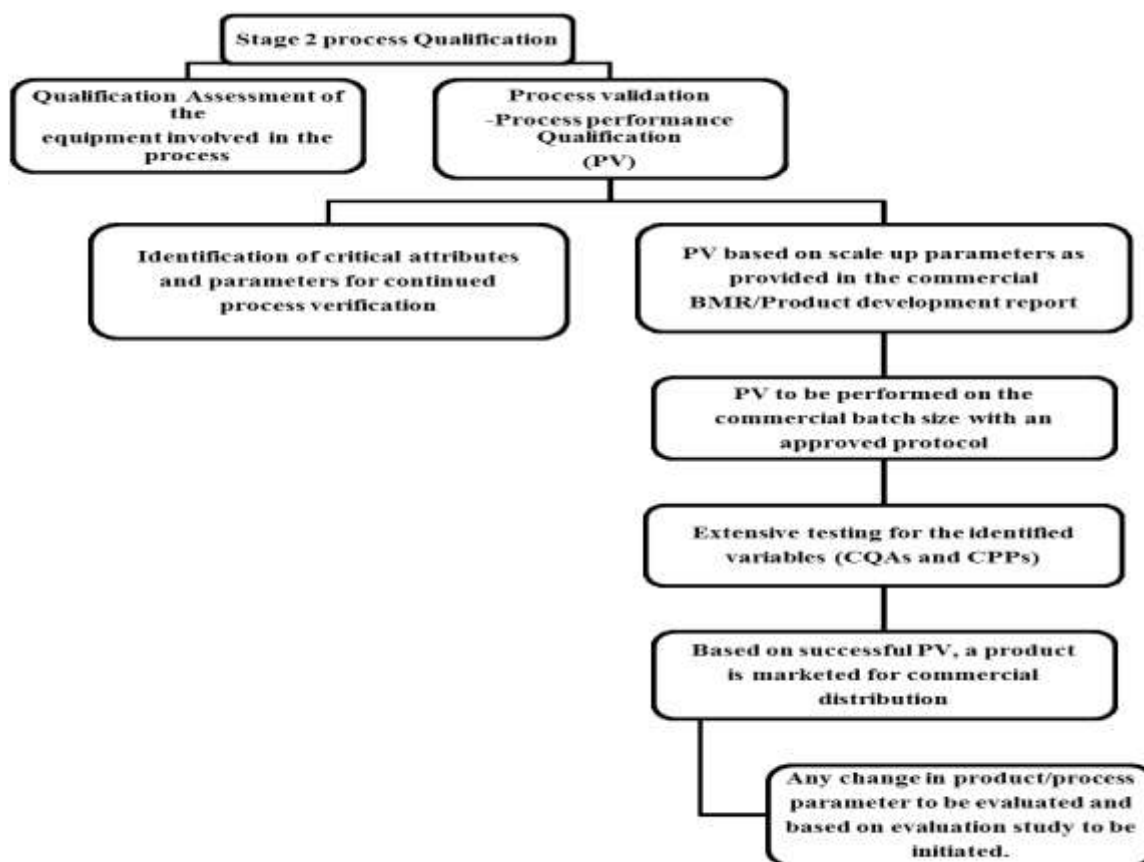 Stage 2 process Qualification
Qualification Assessment of
the
equipment involved in the
process
Process validation
-Process performance
Qualification
(PV)
Identification of critical attributes
and parameters for continued
process verification
PV based on scale up parameters as
provided in the commercial
BMR/Product development report
PV to be performed on the
commercial batch size with an
approved protocol
Extensive testing for the identified
variables (CQAs and CPPs)
Based on successful PV, a product
is marketed for commercial
distribution
Any change in product/process
parameter to be evaluated and
based on evaluation study to be
initiated.